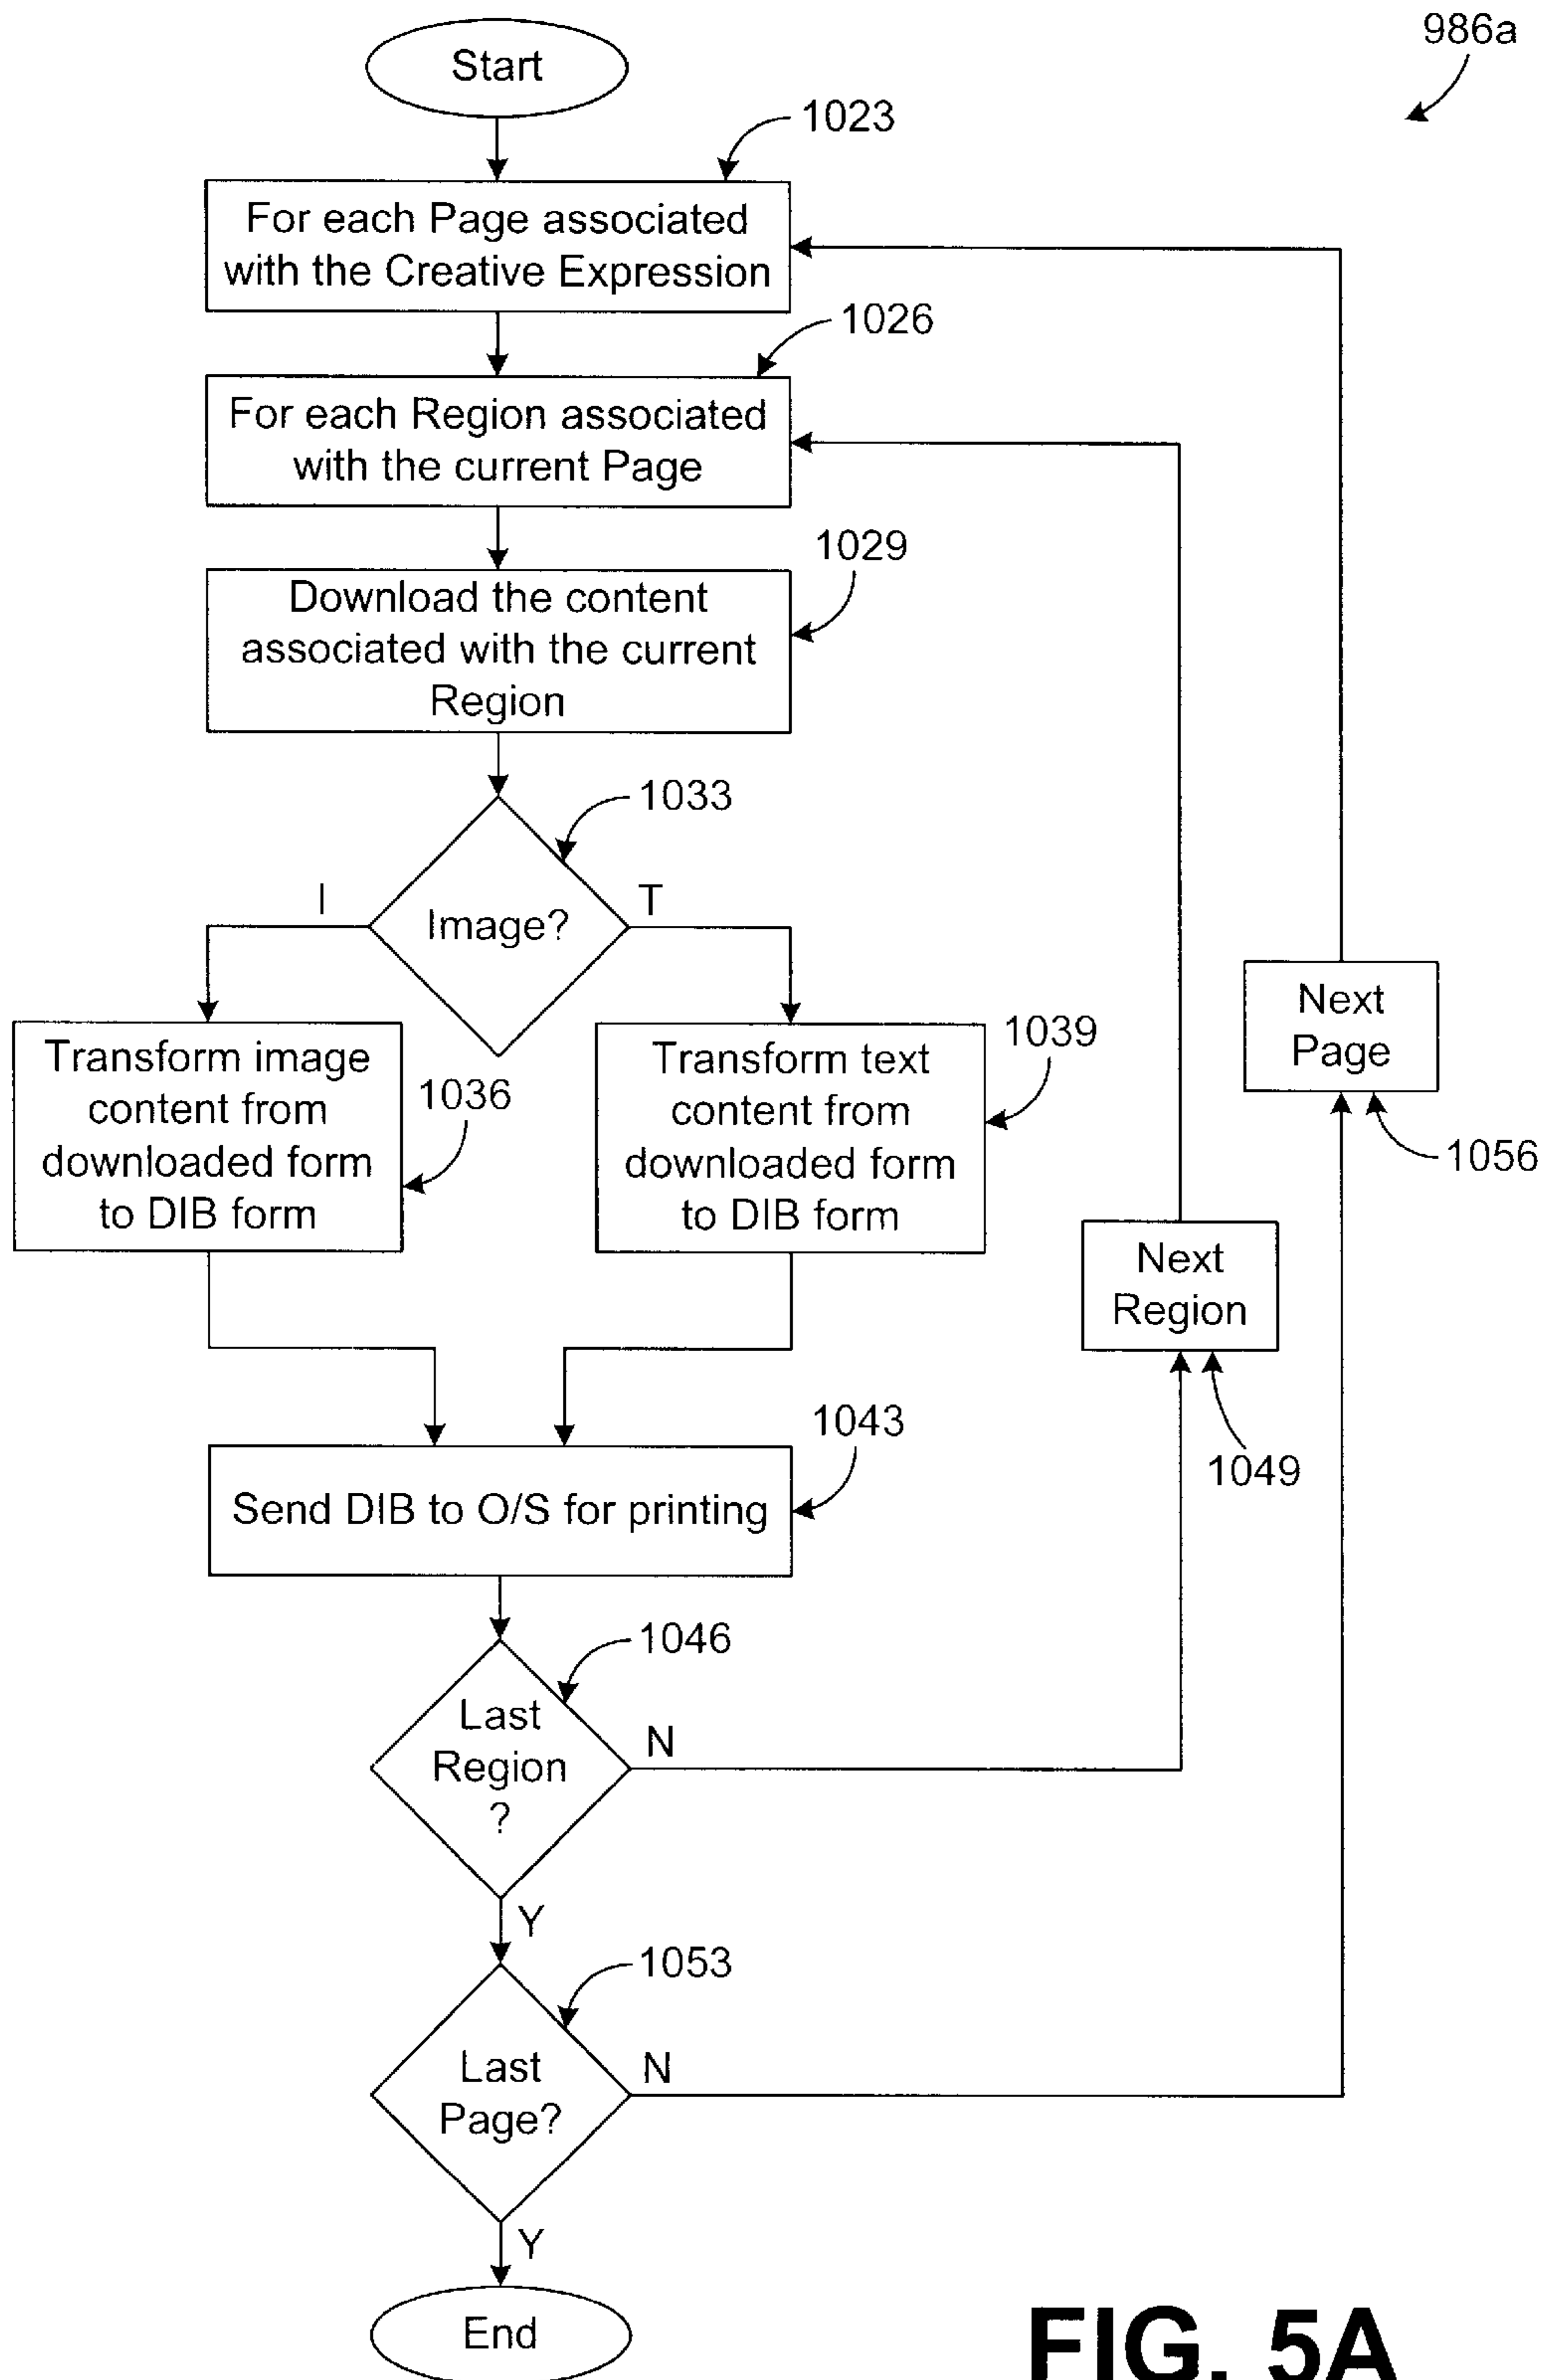 986a
Start
1023
For each Page associated
with the Creative Expression
1026
For each Region associated
with the current Page
1029
Download the content
associated with the current
Region
1033
Image?
I
T
Transform image
content from
downloaded form
to DIB form
1036
Transform text
content from
downloaded form
to DIB form
1039
Next
Page
1056
Next
Region
1049
1043
Send DIB to O/S for printing
1046
Last
Region
?
N
Y
1053
Last
Page?
N
Y
End
FIG. 5A